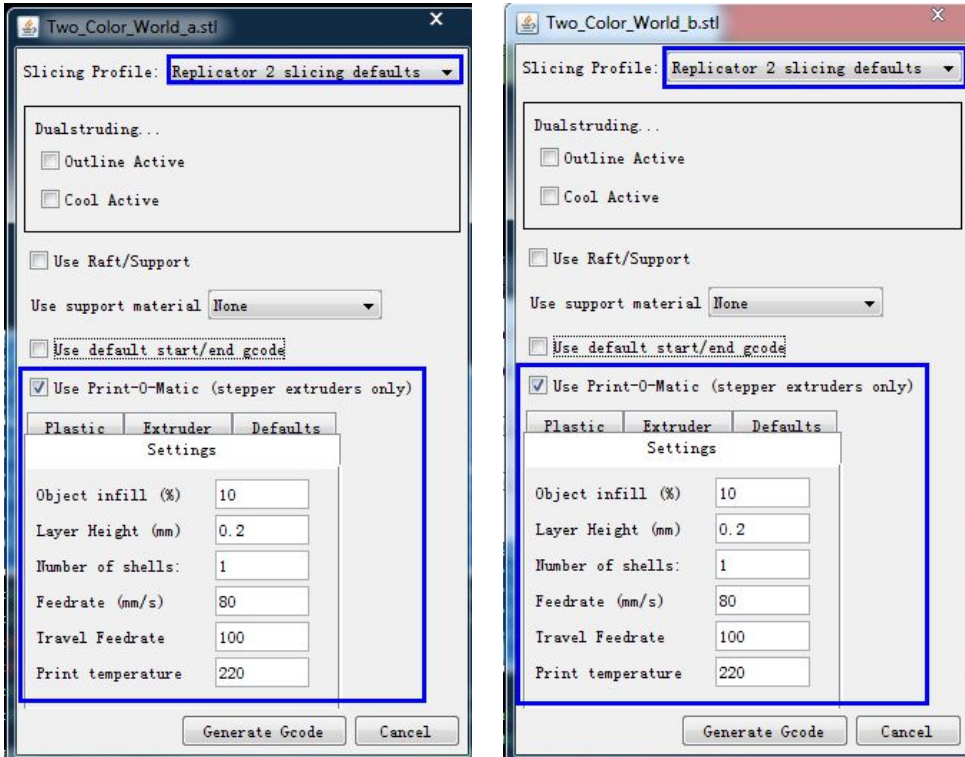 Two_Color_World_a.stl
Slicing Profile: Replicator 2 slicing defaults
Dualstruding...
Outline Active
Cool Active
Use Raft/Support
Use support material None
Use default start/end gcode
Use Print-O-Matic (stepper extruders only)
Plastic Extruder Defaults
Settings
Object infill (%) 10
Layer Height (mm) 0.2
Number of shells: 1
Feedrate (mm/s) 80
Travel Feedrate 100
Print temperature 220
Generate Gcode Cancel
Two_Color_World_b.stl
Slicing Profile: Replicator 2 slicing defaults
Dualstruding...
Outline Active
Cool Active
Use Raft/Support
Use support material None
Use default start/end gcode
Use Print-O-Matic (stepper extruders only)
Plastic Extruder Defaults
Settings
Object infill (%) 10
Layer Height (mm) 0.2
Number of shells: 1
Feedrate (mm/s) 80
Travel Feedrate 100
Print temperature 220
Generate Gcode Cancel